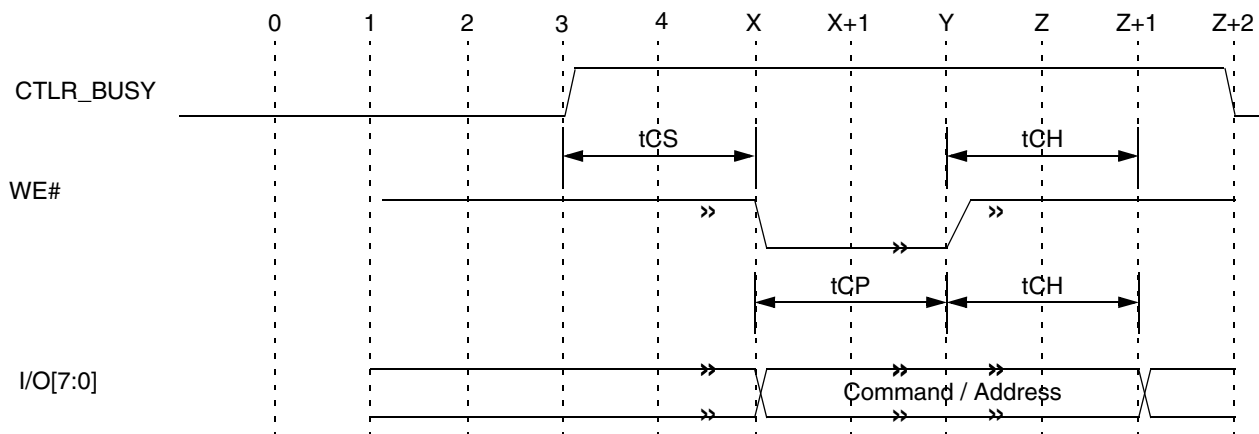 0 1 2 3 4 X X+1 Y Z Z+1 Z+2
CTLR_BUSY
tCS tCH
WE#
tCP tCH
I/O[7:0]
Command / Address